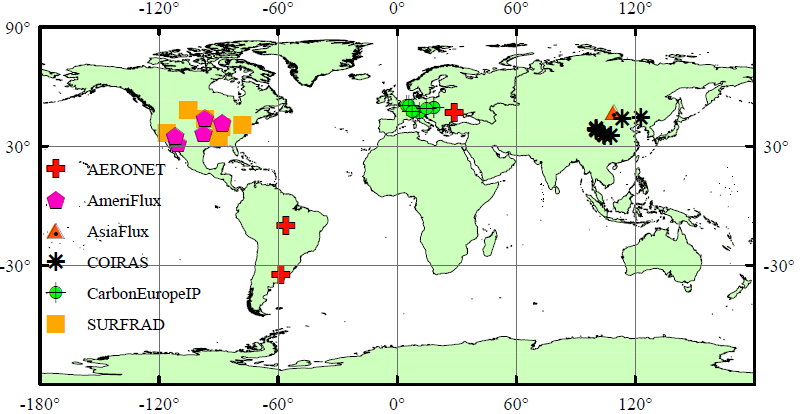 -120° -60° 0° 60° 120°
90°
30° 30°
-30° -30°
AERONET
AmeriFlux
AsiaFlux
COIRAS
CarbonEuropeIP
SURFRAD
-180° -120° -60° 0° 60° 120°